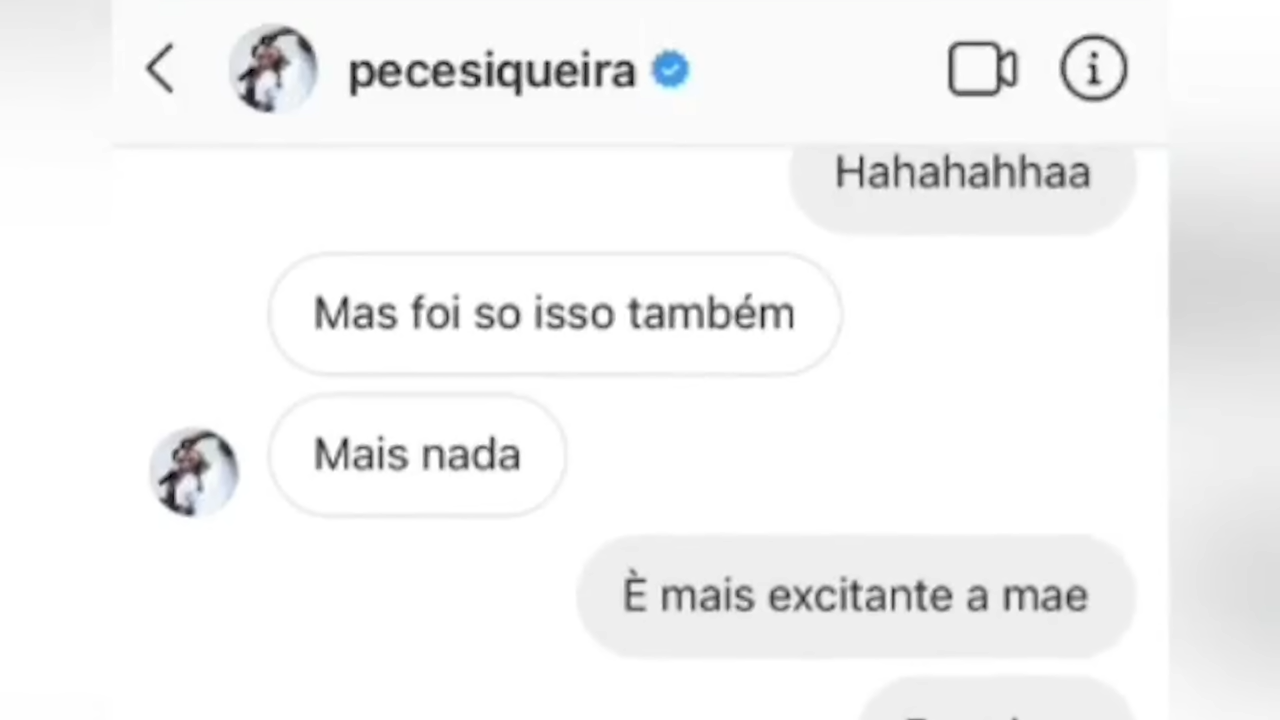 pecesiqueira
Hahahahhaa
Mas foi so isso também
Mais nada
È mais excitante a mae